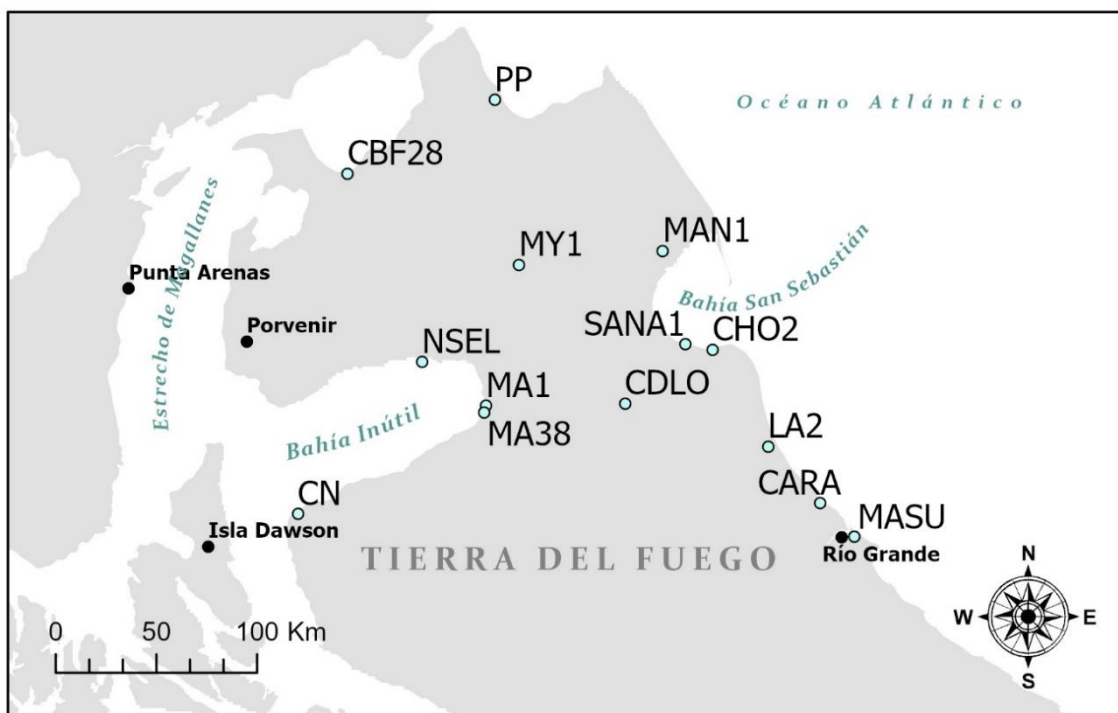 PP
Océano Atlántico
CBF28
Estrecho de Magallanes
MY1
MAN1
Punta Arenas
Bahía San Sebastián
Porvenir
SANA1
CHO2
NSEL
MA1
CDLO
MA38
Bahía Inútil
LA2
CN
CARA
MASU
Isla Dawson
TIERRA DEL FUEGO
Río Grande
N
W
E
S
0 50 100 Km